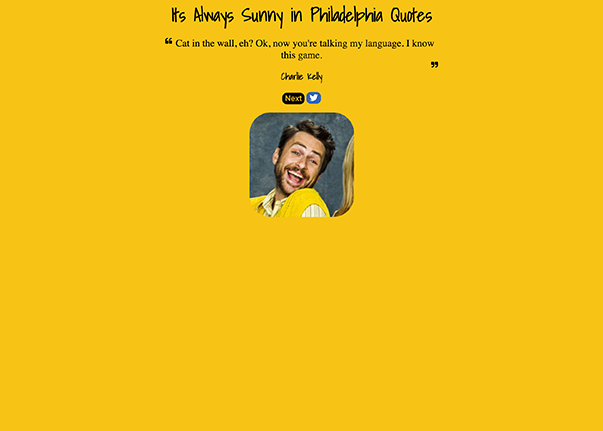 Its Always Sunny in Philadelphia Quotes
“ Cat in the wall, eh? Ok, now you're talking my language. I know
this game.
”
Charlie Kelly
Next